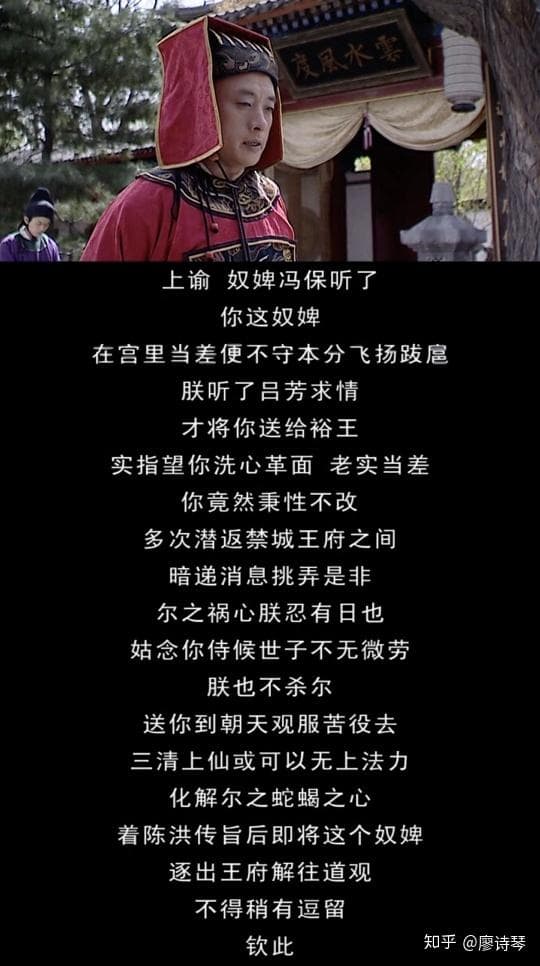 雲水風度
上谕 奴婢冯保听了
你这奴婢
在宫里当差便不守本分飞扬跋扈
朕听了吕芳求情
才将你送给裕王
实指望你洗心革面 老实当差
你竟然秉性不改
多次潜返禁城王府之间
暗递消息挑弄是非
尔之祸心朕忍有日也
姑念你侍候世子不无微劳
朕也不杀尔
送你到朝天观服苦役去
三清上仙或可以无上法力
化解尔之蛇蝎之心
着陈洪传旨后即将这个奴婢
逐出王府解往道观
不得稍有逗留
钦此
知乎 @廖诗琴